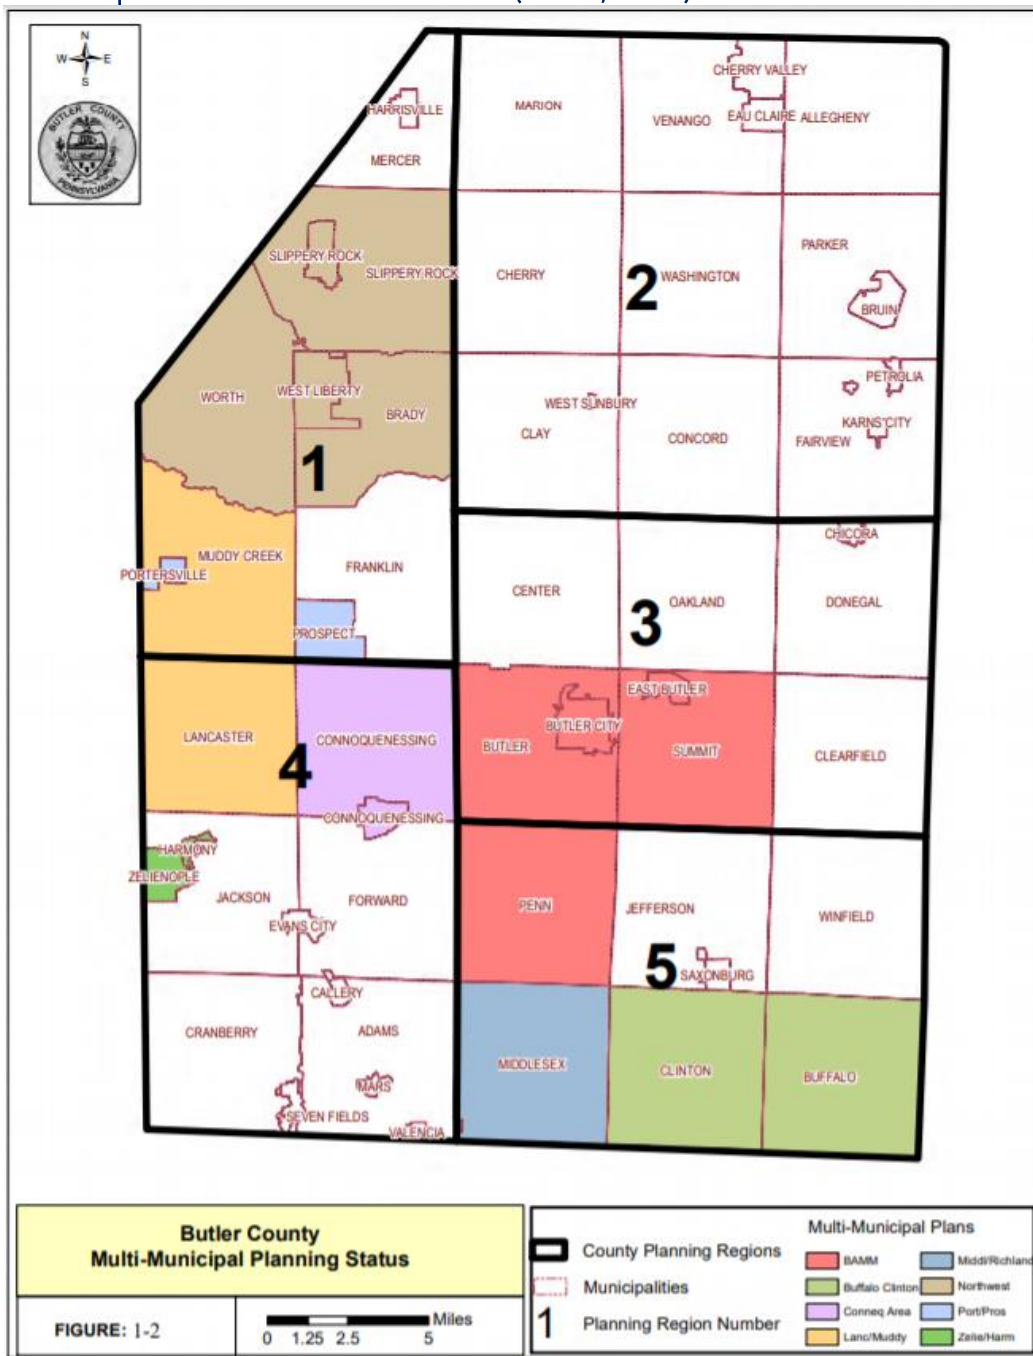 N
W E
S
BUTLER COUNTY
PENNSYLVANIA
CHERRY VALLEY
HARRISVILLE
MARION
VENANGO
EAU CLAIRE
ALLEGHENY
MERCER
SLIPPERY ROCK
SLIPPERY ROCK
CHERRY
2
WASHINGTON
PARKER
BRUIN
WORTH
WEST LIBERTY
BRADY
WEST SUNBURY
CLAY
CONCORD
PETROLIA
KARNS CITY
FAIRVIEW
1
CHICORA
MUDDY CREEK
PORTERSVILLE
FRANKLIN
PROSPECT
CENTER
OAKLAND
3
DONEGAL
LANCASTER
CONNOQUENESSING
4
CONNOQUENESSING
EAST BUTLER
BUTLER CITY
BUTLER
SUMMIT
CLEARFIELD
HARMONY
ZELIENOPLE
JACKSON
FORWARD
EVANS CITY
PENN
JEFFERSON
WINFIELD
5
SAXONBURG
CALLERY
CRANBERRY
ADAMS
MARS
SEVEN FIELDS
VALENCIA
MIDDLESEX
CLINTON
BUFFALO
Butler County
Multi-Municipal Planning Status
FIGURE: 1-2
Miles
0 1.25 2.5 5
County Planning Regions
Municipalities
1 Planning Region Number
Multi-Municipal Plans
BAMM
Buffalo Clinton
Conneq Area
Lanc/Muddy
Middl/Richland
Northwest
Port/Pros
Zelie/Harm